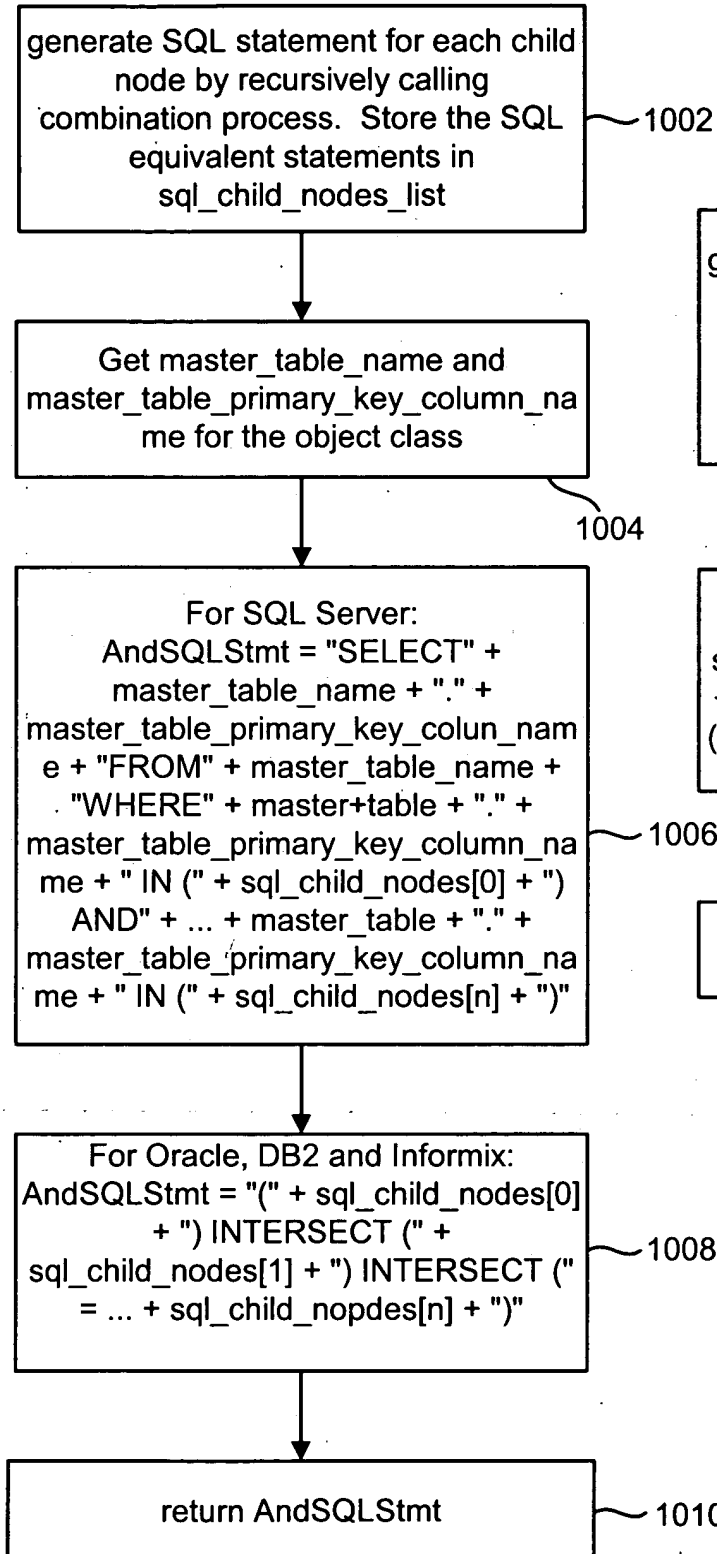 generate SQL statement for each child
node by recursively calling
combination process. Store the SQL
equivalent statements in
sql_child_nodes_list
1002
g
Get master_table_name and
master_table_primary_key_column_na
me for the object class
1004
For SQL Server:
AndSQLStmt = "SELECT" +
master_table_name + "." +
master_table_primary_key_colun_nam
e + "FROM" + master_table_name +
"WHERE" + master+table + "." +
master_table_primary_key_column_na
me + " IN (" + sql_child_nodes[0] + ")
AND" + ... + master_table + "." +
master_table_primary_key_column_na
me + " IN (" + sql_child_nodes[n] + ")"
1006
s
(
For Oracle, DB2 and Informix:
AndSQLStmt = "(" + sql_child_nodes[0]
+ ") INTERSECT (" +
sql_child_nodes[1] + ") INTERSECT ("
= ... + sql_child_nopdes[n] + ")"
1008
return AndSQLStmt
1010